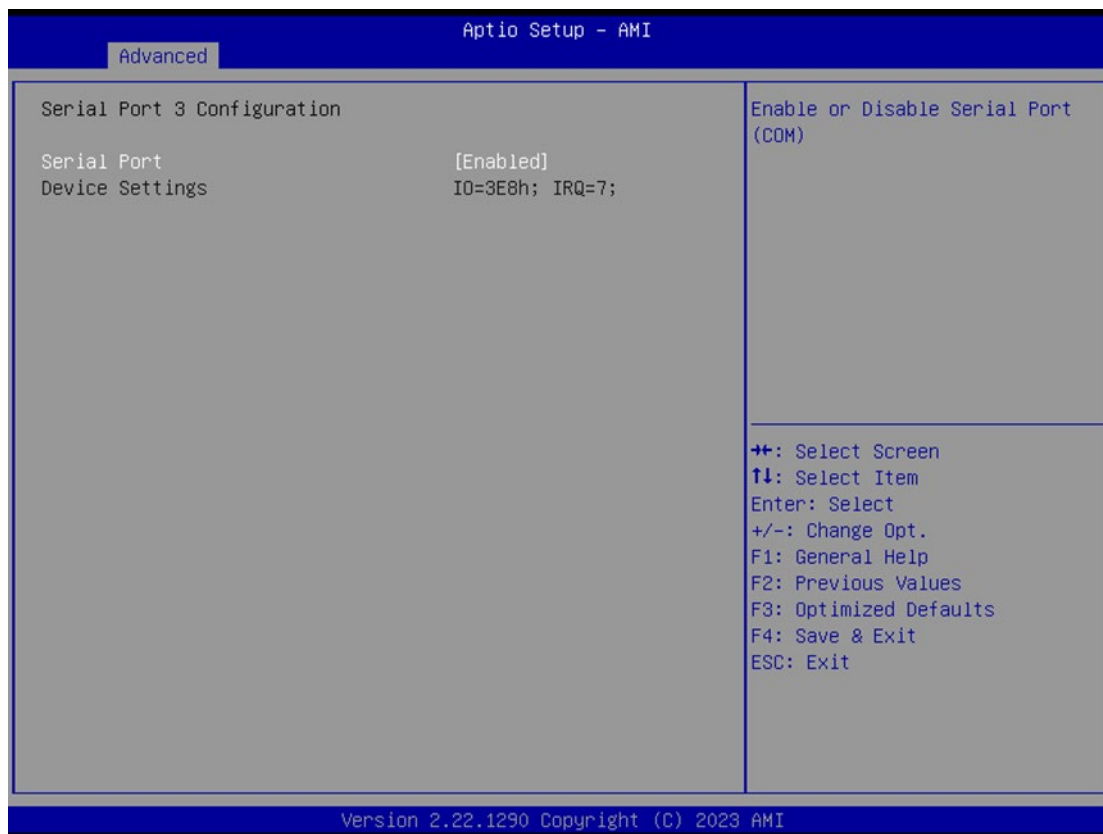 Aptio Setup - AMI
Advanced
Serial Port 3 Configuration
Serial Port [Enabled]
Device Settings IO=3E8h; IRQ=7;
Enable or Disable Serial Port
(COM)
→←: Select Screen
↑↓: Select Item
Enter: Select
+/-: Change Opt.
F1: General Help
F2: Previous Values
F3: Optimized Defaults
F4: Save & Exit
ESC: Exit
Version 2.22.1290 Copyright (C) 2023 AMI